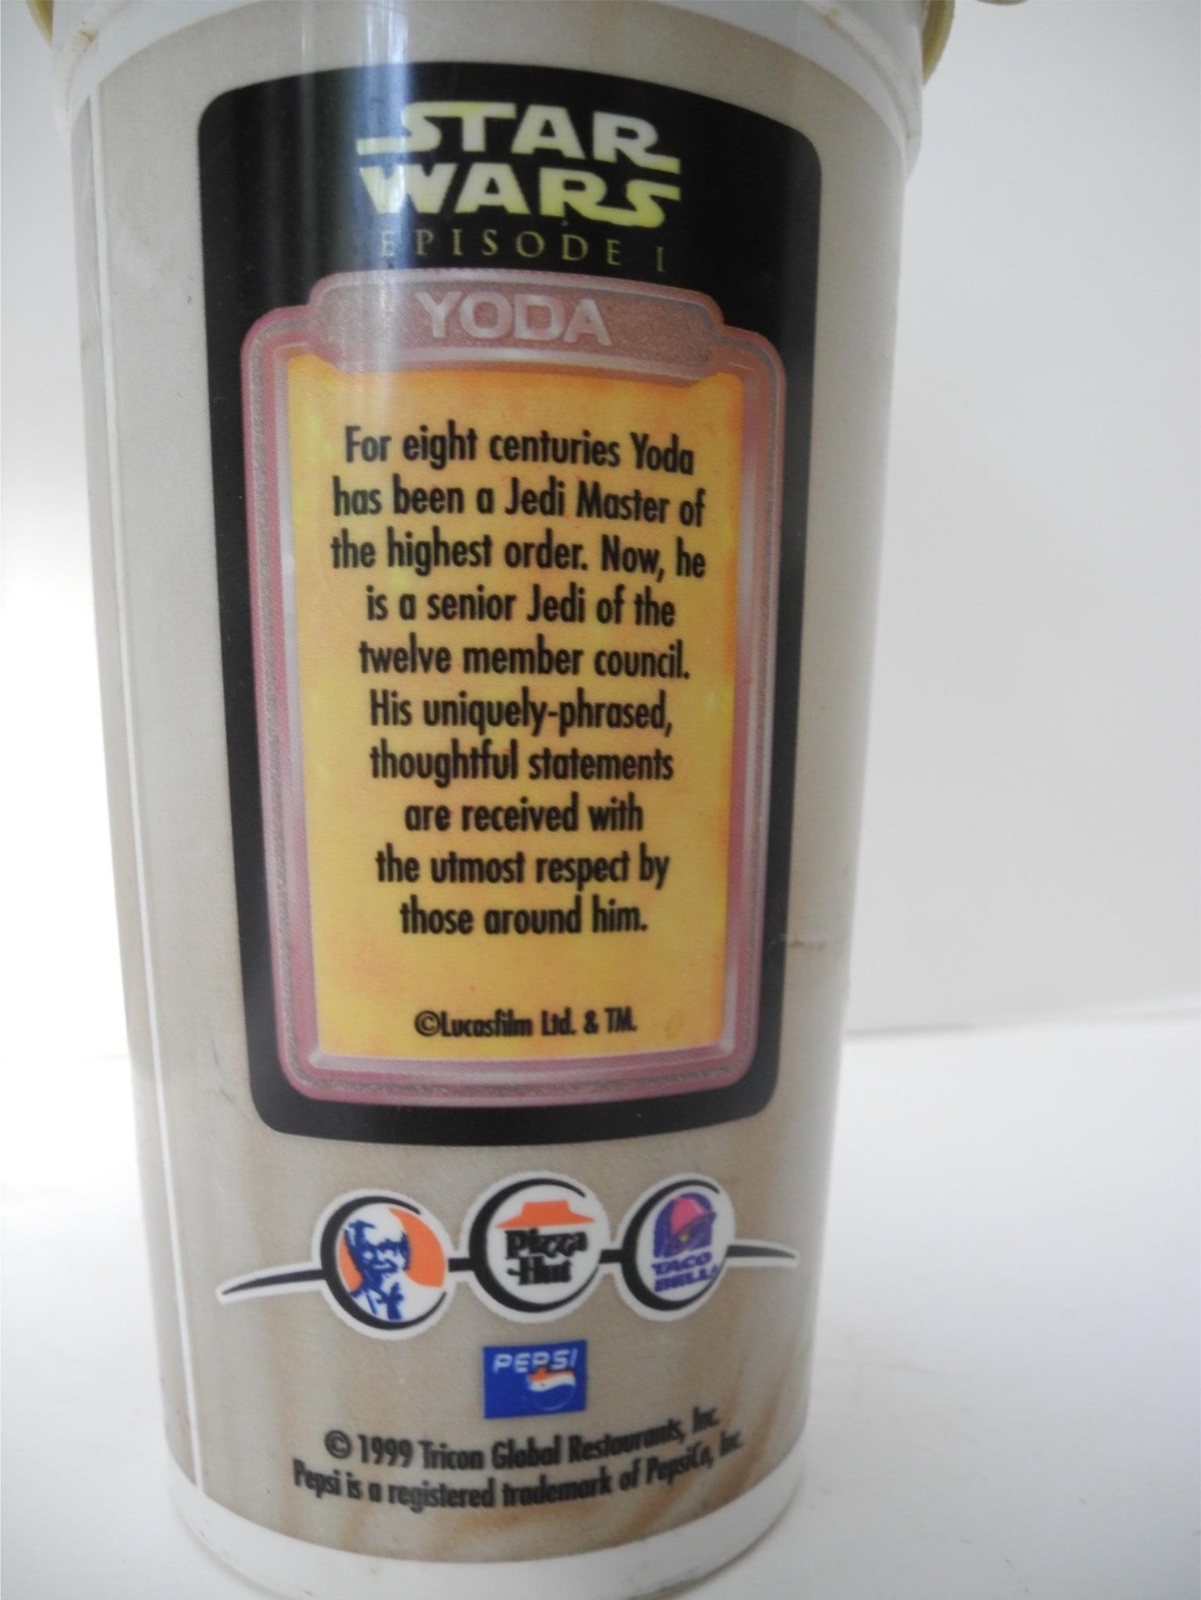 STAR
WARS
EPISODE I
YODA
For eight centuries Yoda
has been a Jedi Master of
the highest order. Now, he
is a senior Jedi of the
twelve member council.
His uniquely-phrased,
thoughtful statements
are received with
the utmost respect by
those around him.
©Lucasfilm Ltd. & TM.
Pizza
Hut
TACO
BELL
PEPSI
© 1999 Tricon Global Restaurants, Inc.
Pepsi is a registered trademark of PepsiCo, Inc.